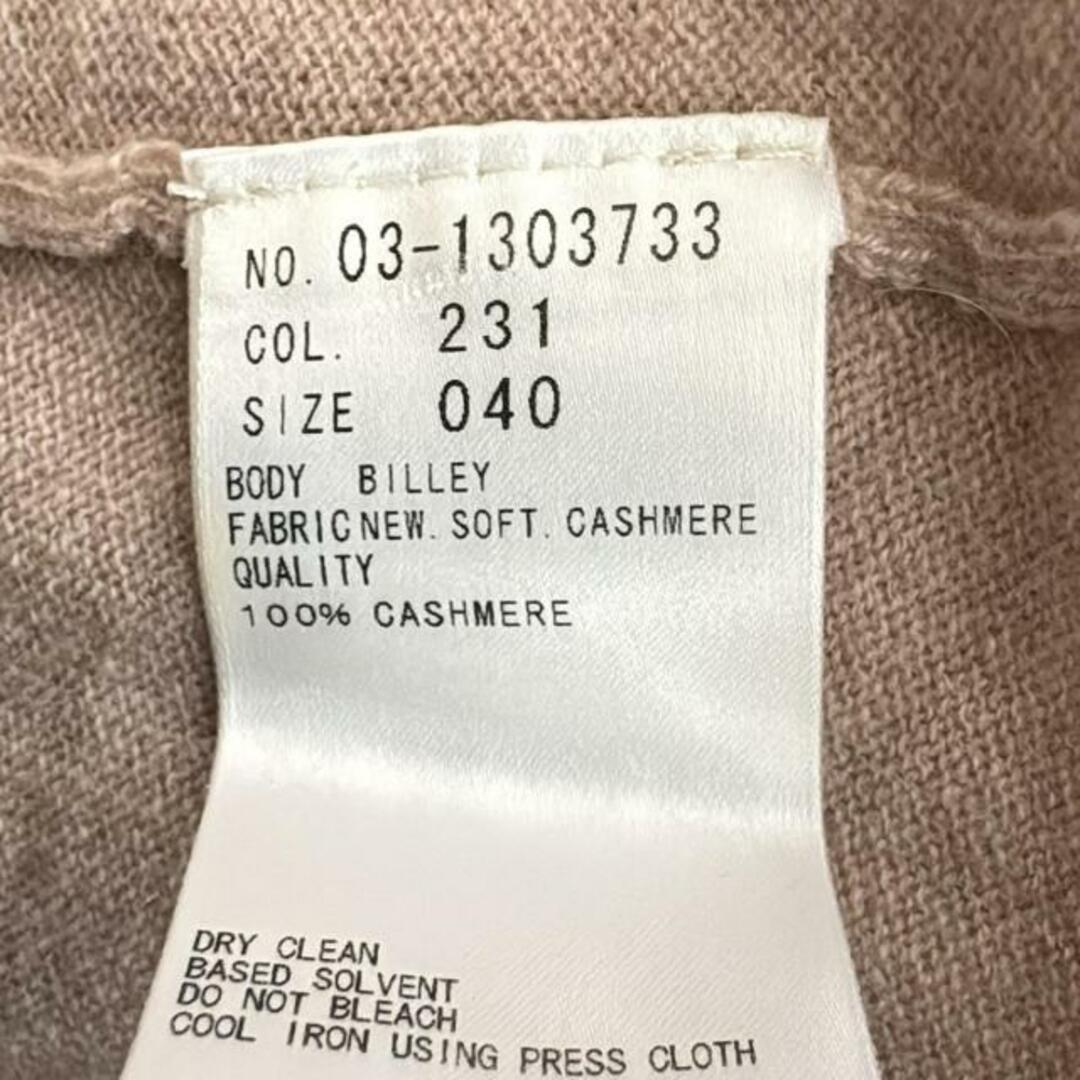 NO. 03-1303733
COL. 231
SIZE 040
BODY BILLEY
FABRIC NEW. SOFT. CASHMERE
QUALITY
100% CASHMERE
DRY CLEAN
BASED SOLVENT
DO NOT BLEACH
COOL IRON USING PRESS CLOTH